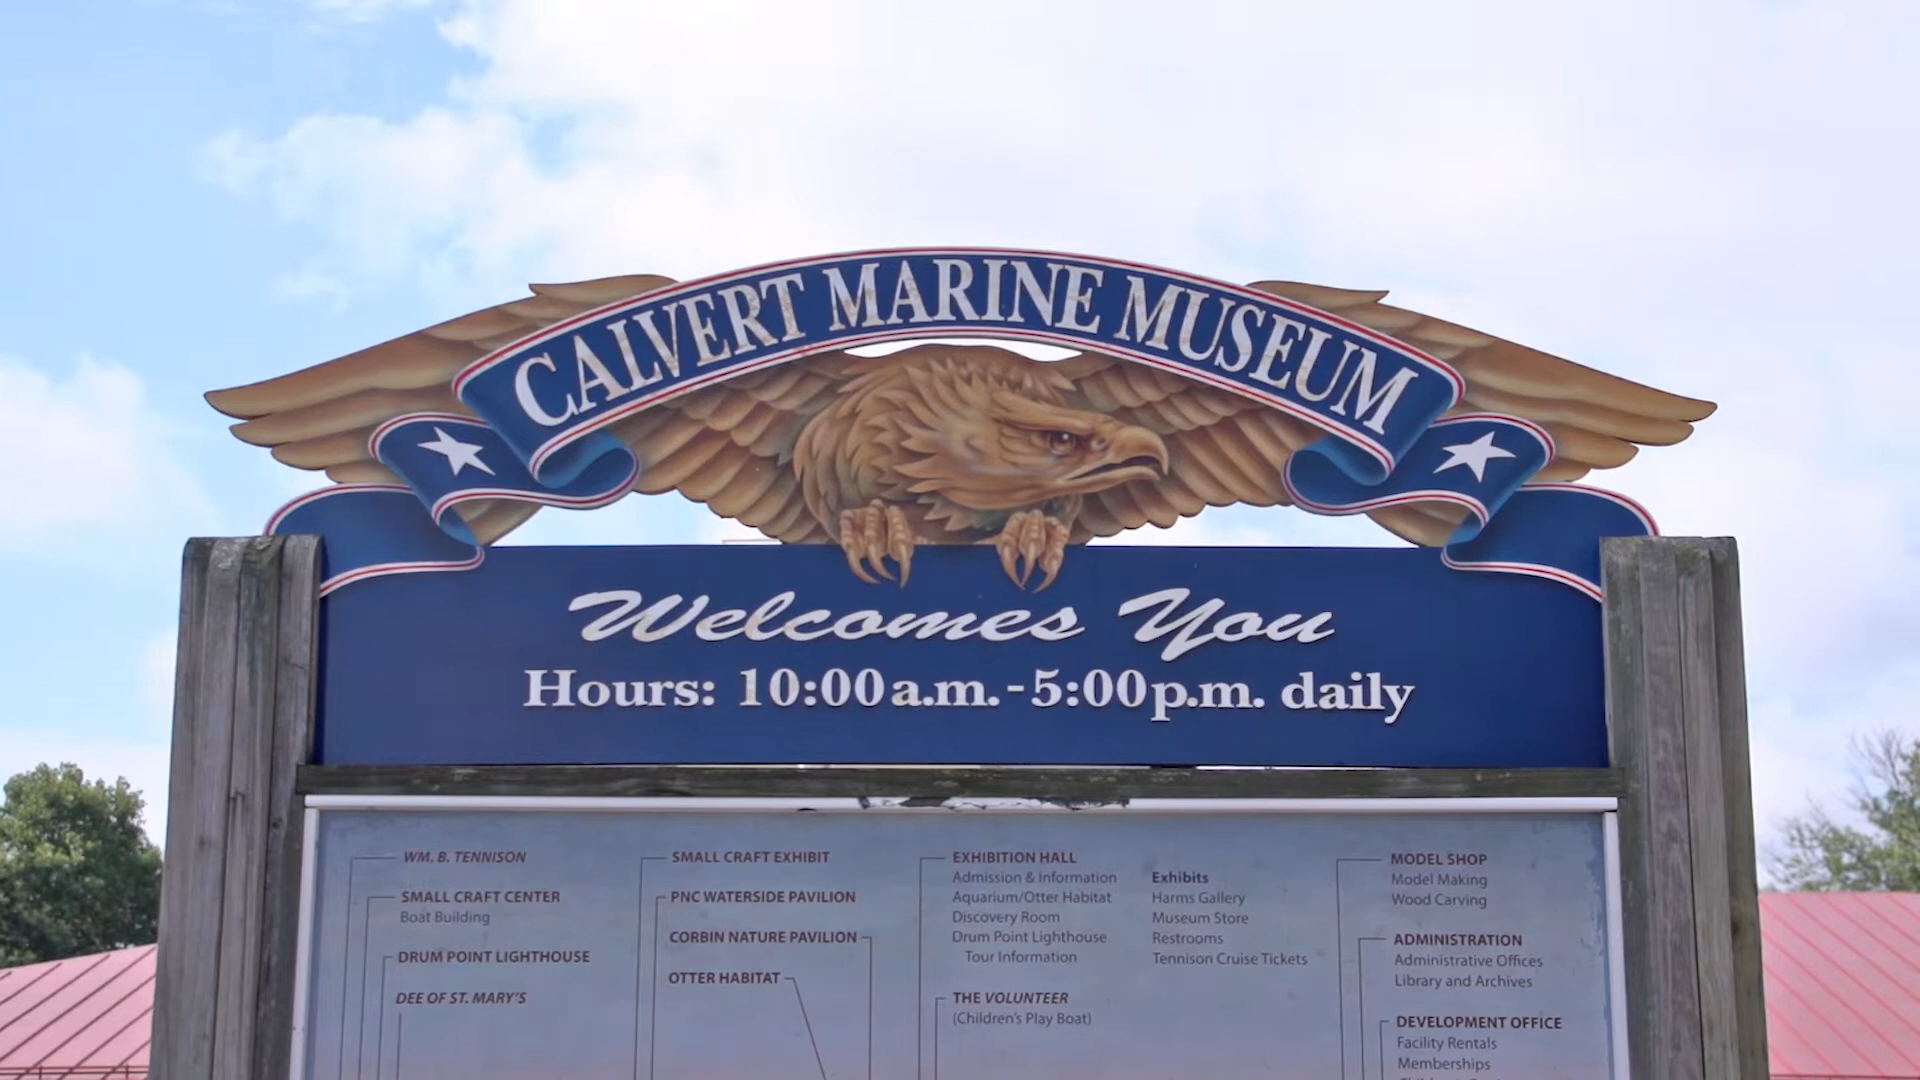 CALVERT MARINE MUSEUM
Welcomes You
Hours: 10:00 a.m. - 5:00 p.m. daily
WM. B. TENNISON
SMALL CRAFT CENTER
Boat Building
DRUM POINT LIGHTHOUSE
DEE OF ST. MARY'S
SMALL CRAFT EXHIBIT
PNC WATERSIDE PAVILION
CORBIN NATURE PAVILION
OTTER HABITAT
EXHIBITION HALL
Admission & Information
Aquarium/Otter Habitat
Discovery Room
Drum Point Lighthouse
Tour Information
Exhibits
Harms Gallery
Museum Store
Restrooms
Tennison Cruise Tickets
THE VOLUNTEER
(Children's Play Boat)
MODEL SHOP
Model Making
Wood Carving
ADMINISTRATION
Administrative Offices
Library and Archives
DEVELOPMENT OFFICE
Facility Rentals
Memberships